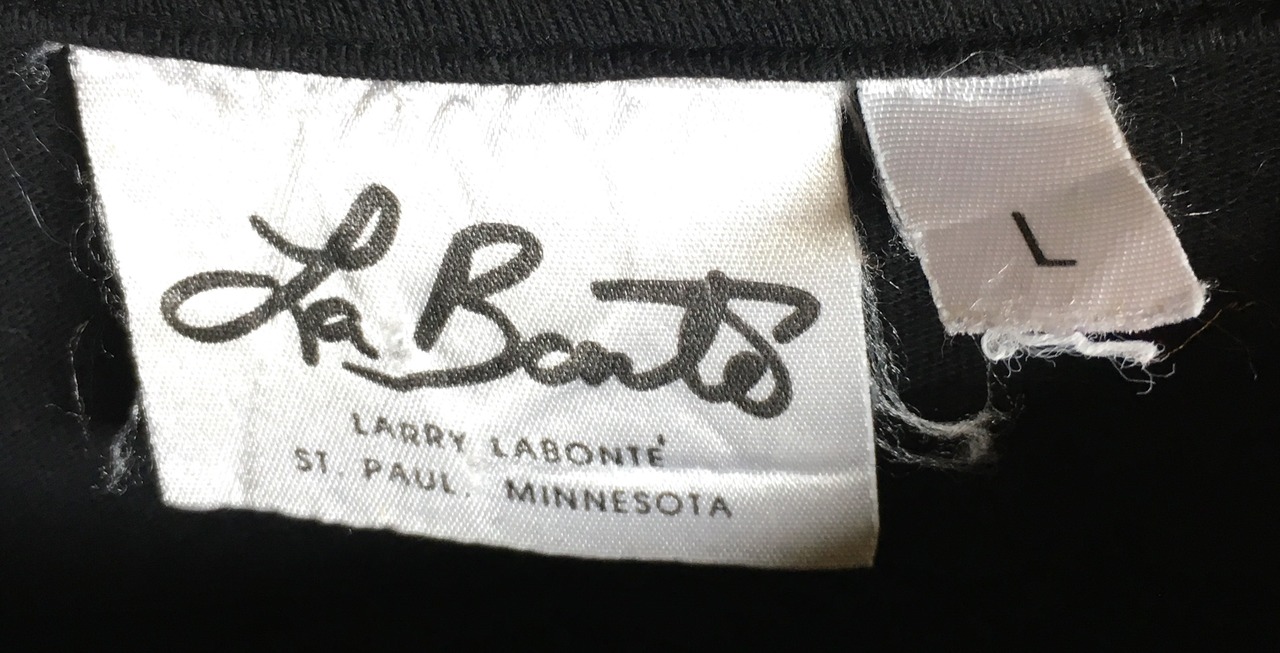 La Bonté
L
LARRY LABONTÉ
ST. PAUL, MINNESOTA